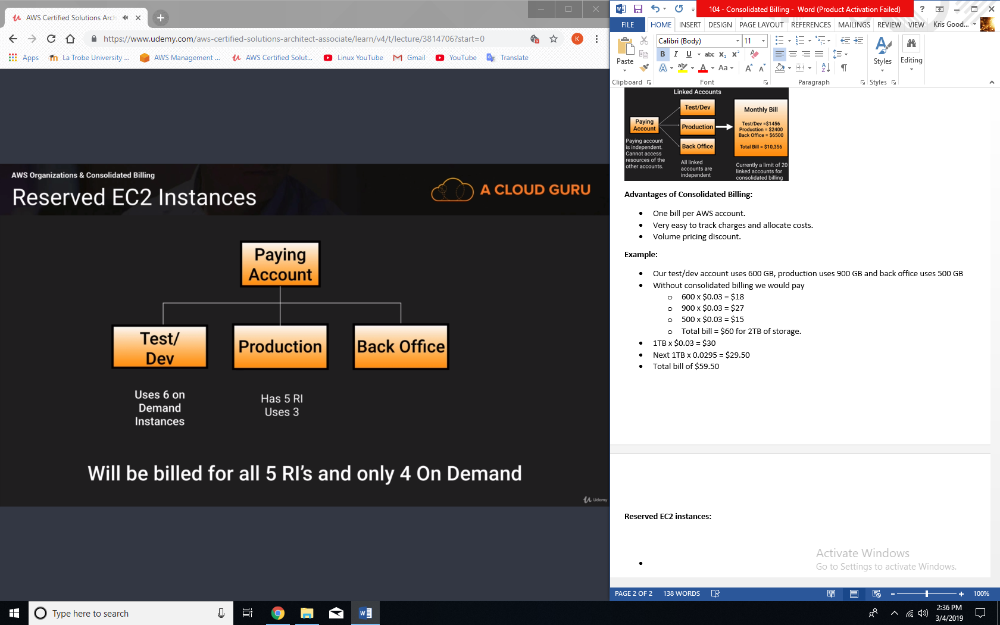 AWS Certified Solutions Arch
https://www.udemy.com/aws-certified-solutions-architect-associate/learn/v4/t/lecture/3814706?start=0
K
Apps
La Trobe University ...
AWS Management ...
AWS Certified Solut...
Linux YouTube
Gmail
YouTube
Translate
AWS Organizations & Consolidated Billing
Reserved EC2 Instances
A CLOUD GURU
Paying
Account
Test/
Dev
Production
Back Office
Uses 6 on
Demand
Instances
Has 5 RI
Uses 3
Will be billed for all 5 RI's and only 4 On Demand
Udemy
104 - Consolidated Billing - Word (Product Activation Failed)
FILE HOME INSERT DESIGN PAGE LAYOUT REFERENCES MAILINGS REVIEW VIEW Kris Good...
Calibri (Body) 11
Paste
Styles
Editing
Clipboard Font Paragraph Styles
Linked Accounts
Paying
Account
Test/Dev
Production
Back Office
Monthly Bill
Test/Dev =$1456
Production = $2400
Back Office = $6500
Total Bill = $10,356
Paying account
is independent.
Cannot access
resources of the
other accounts.
All linked
accounts are
independent
Currently a limit of 20
linked accounts for
consolidated billing
Advantages of Consolidated Billing:
• One bill per AWS account.
• Very easy to track charges and allocate costs.
• Volume pricing discount.
Example:
• Our test/dev account uses 600 GB, production uses 900 GB and back office uses 500 GB
• Without consolidated billing we would pay
o 600 x $0.03 = $18
o 900 x $0.03 = $27
o 500 x $0.03 = $15
o Total bill = $60 for 2TB of storage.
• 1TB x $0.03 = $30
• Next 1TB x 0.0295 = $29.50
• Total bill of $59.50
Reserved EC2 instances:
•
Activate Windows
Go to Settings to activate Windows.
PAGE 2 OF 2 138 WORDS 100%
Type here to search
2:36 PM
3/4/2019